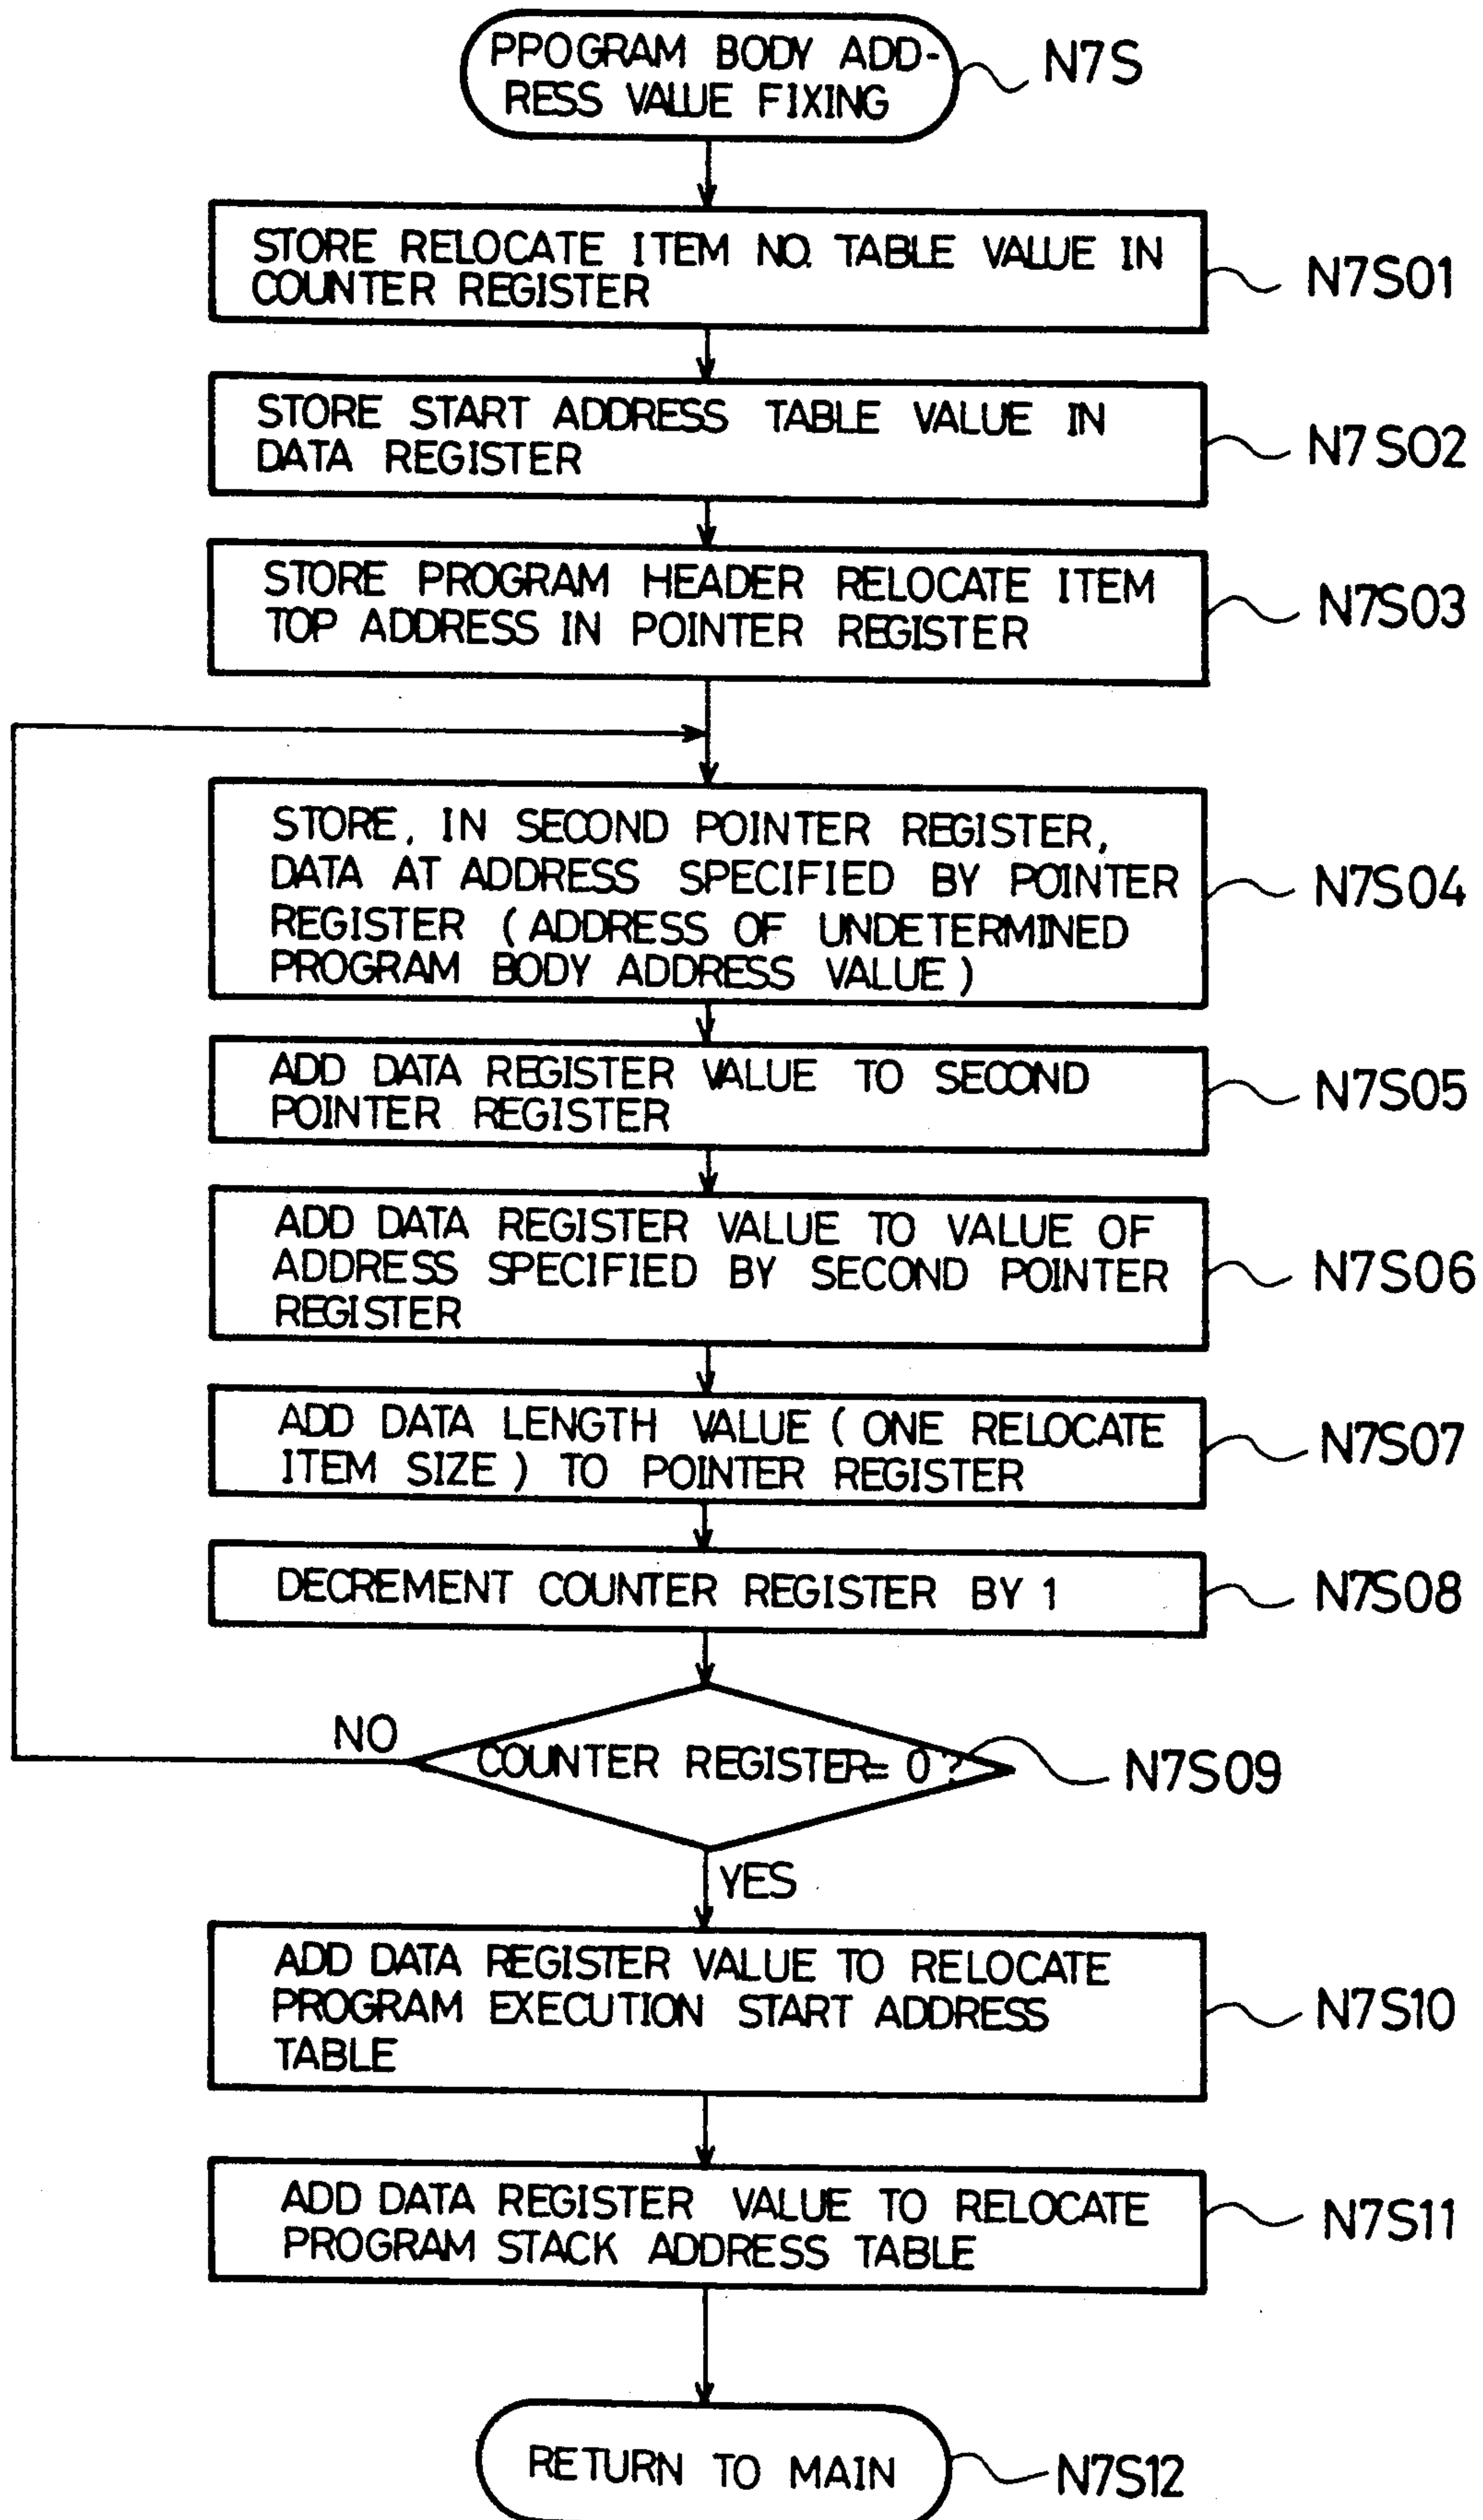 PPOGRAM BODY ADD-
RESS VALUE FIXING
N7S
STORE RELOCATE ITEM NO. TABLE VALUE IN
COUNTER REGISTER
N7S01
STORE START ADDRESS TABLE VALUE IN
DATA REGISTER
N7S02
STORE PROGRAM HEADER RELOCATE ITEM
TOP ADDRESS IN POINTER REGISTER
N7S03
STORE, IN SECOND POINTER REGISTER,
DATA AT ADDRESS SPECIFIED BY POINTER
REGISTER (ADDRESS OF UNDETERMINED
PROGRAM BODY ADDRESS VALUE)
N7S04
ADD DATA REGISTER VALUE TO SECOND
POINTER REGISTER
N7S05
ADD DATA REGISTER VALUE TO VALUE OF
ADDRESS SPECIFIED BY SECOND POINTER
REGISTER
N7S06
ADD DATA LENGTH VALUE (ONE RELOCATE
ITEM SIZE) TO POINTER REGISTER
N7S07
DECREMENT COUNTER REGISTER BY 1
N7S08
NO
COUNTER REGISTER= 0?
N7S09
YES
ADD DATA REGISTER VALUE TO RELOCATE
PROGRAM EXECUTION START ADDRESS
TABLE
N7S10
ADD DATA REGISTER VALUE TO RELOCATE
PROGRAM STACK ADDRESS TABLE
N7S11
RETURN TO MAIN
N7S12